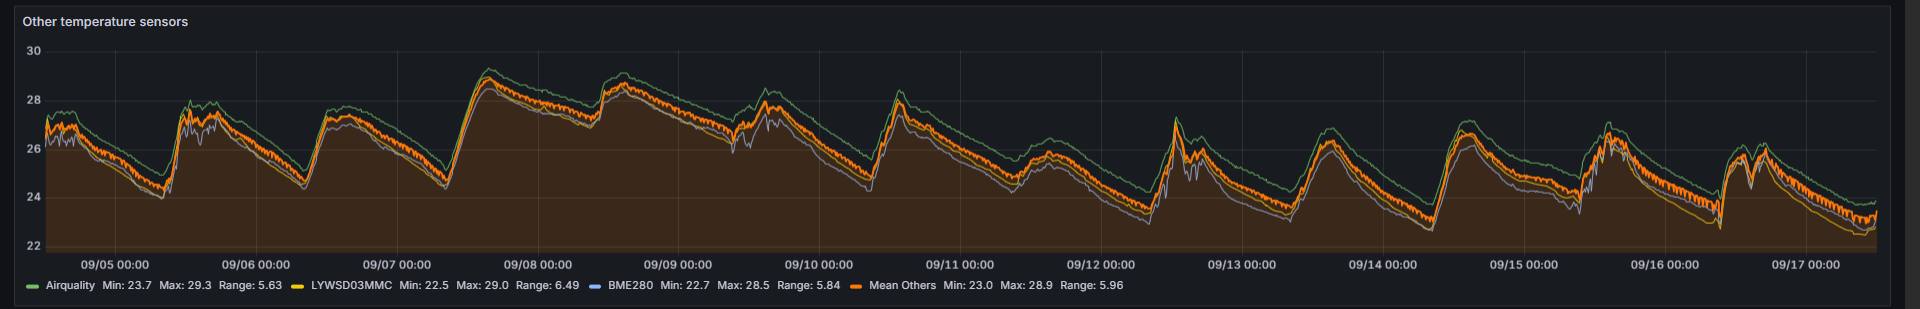 Other temperature sensors
30
28
26
24
22
09/05 00:00 09/06 00:00 09/07 00:00 09/08 00:00 09/09 00:00 09/10 00:00 09/11 00:00 09/12 00:00 09/13 00:00 09/14 00:00 09/15 00:00 09/16 00:00 09/17 00:00
Airquality Min: 23.7 Max: 29.3 Range: 5.63 LYWSD03MMC Min: 22.5 Max: 29.0 Range: 6.49 BME280 Min: 22.7 Max: 28.5 Range: 5.84 Mean Others Min: 23.0 Max: 28.9 Range: 5.96